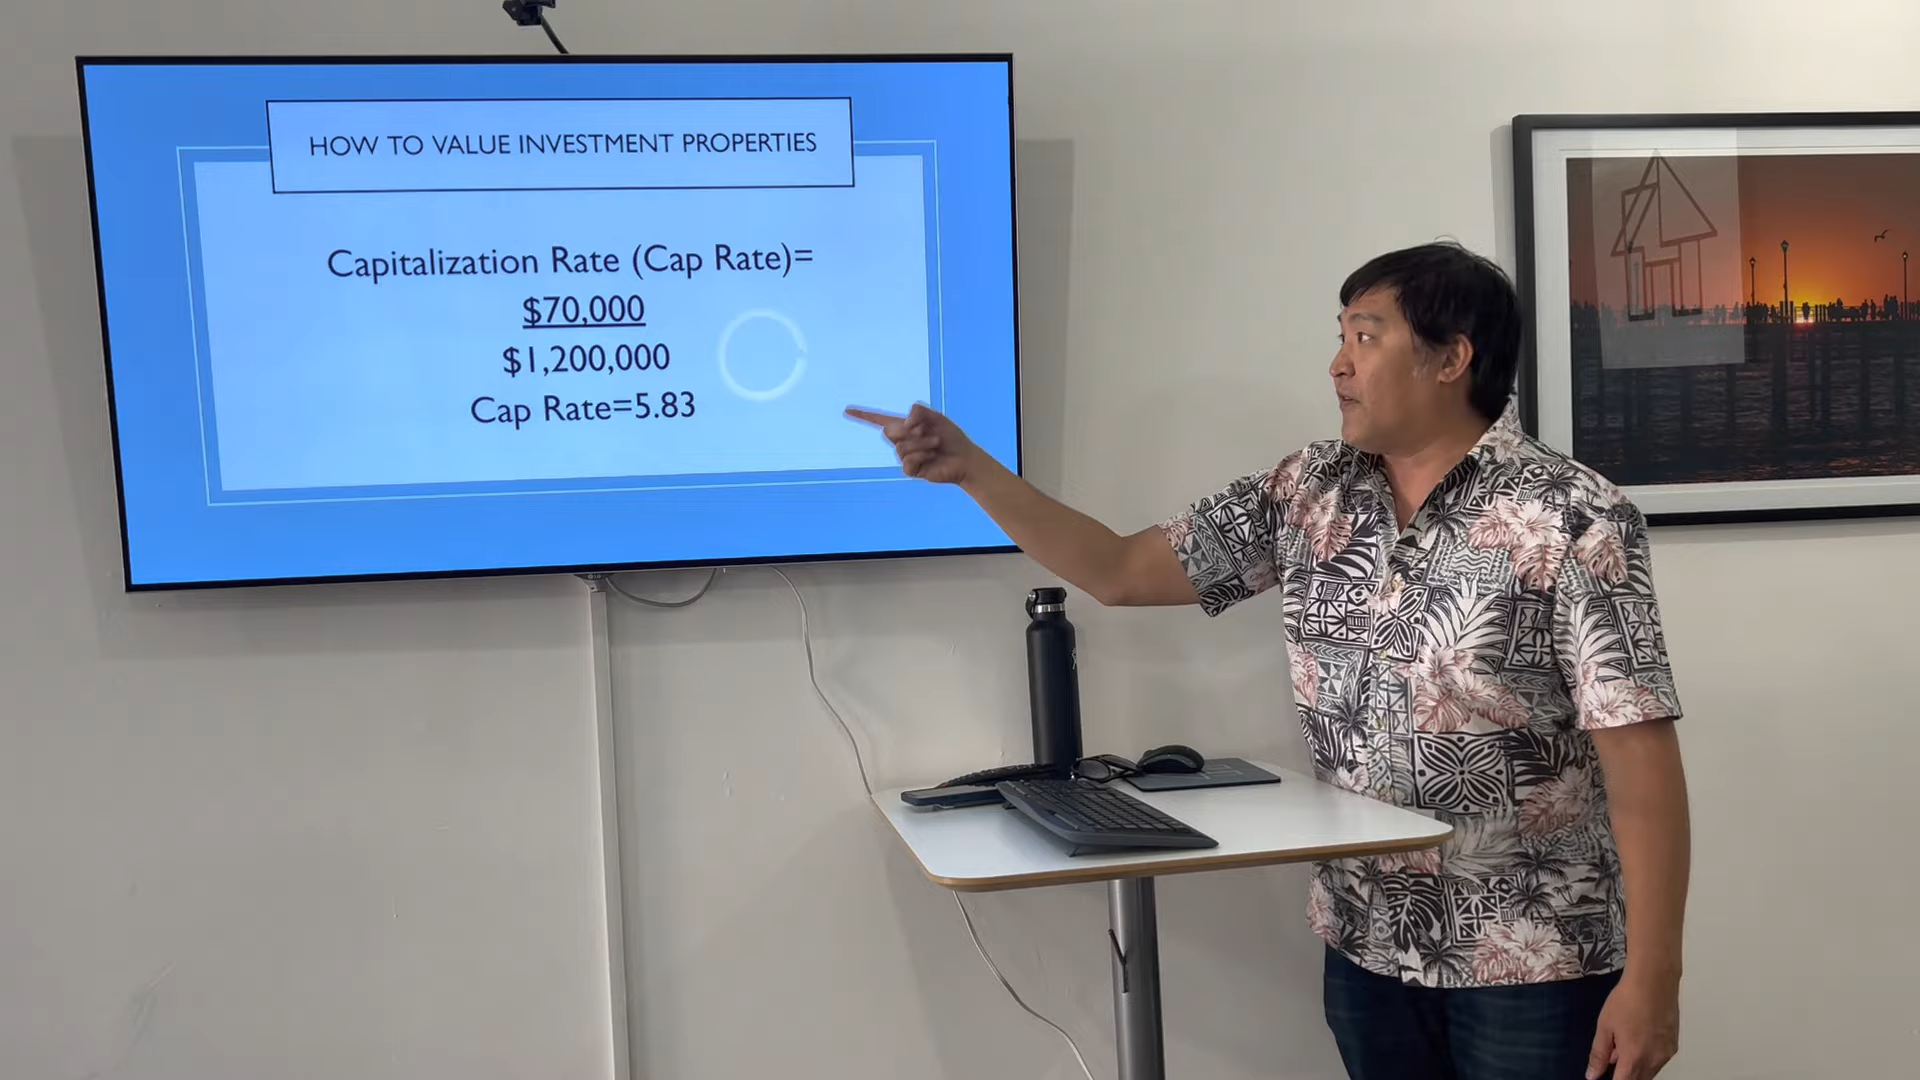 HOW TO VALUE INVESTMENT PROPERTIES
Capitalization Rate (Cap Rate)=
$70,000
$1,200,000
Cap Rate=5.83